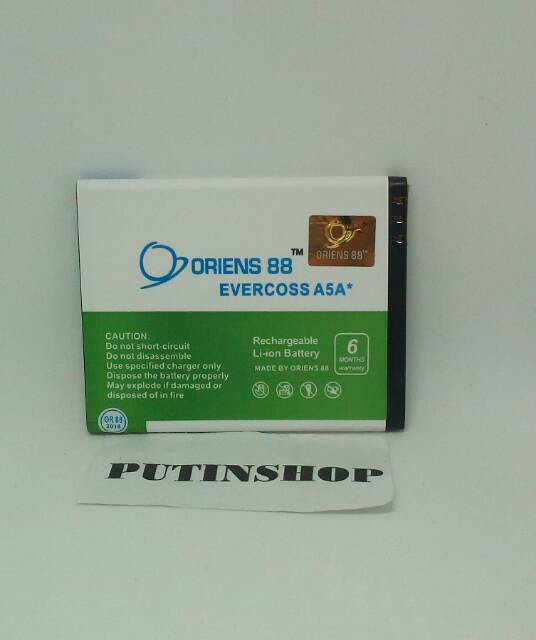 ORIENS 88™
EVERCOSS A5A*
ORIENS 88™
CAUTION:
Do not short-circuit
Do not disassemble
Use specified charger only
Dispose the battery properly
May explode if damaged or
disposed of in fire
Rechargeable
Li-ion Battery
MADE BY ORIENS 88
6
MONTHS
warranty
OR 88
2016
PUTINSHOP